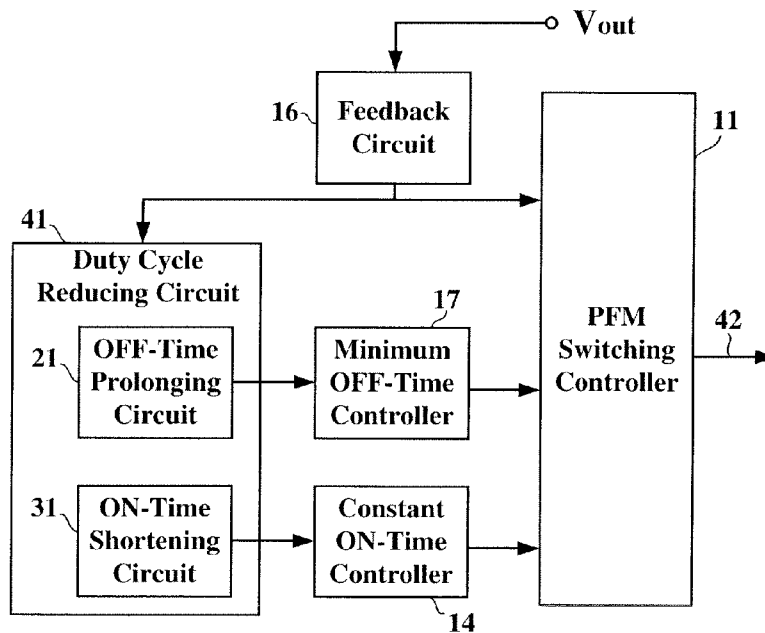 Vout
16
Feedback
Circuit
11
41
Duty Cycle
Reducing Circuit
17
21
OFF-Time
Prolonging
Circuit
Minimum
OFF-Time
Controller
PFM
Switching
Controller
42
31
ON-Time
Shortening
Circuit
Constant
ON-Time
Controller
14